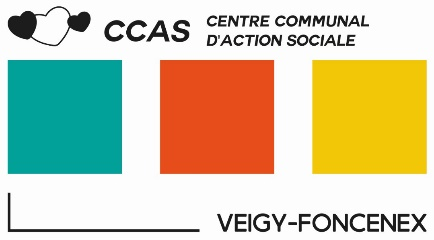 CCAS
CENTRE COMMUNAL
D'ACTION SOCIALE
VEIGY-FONCENEX